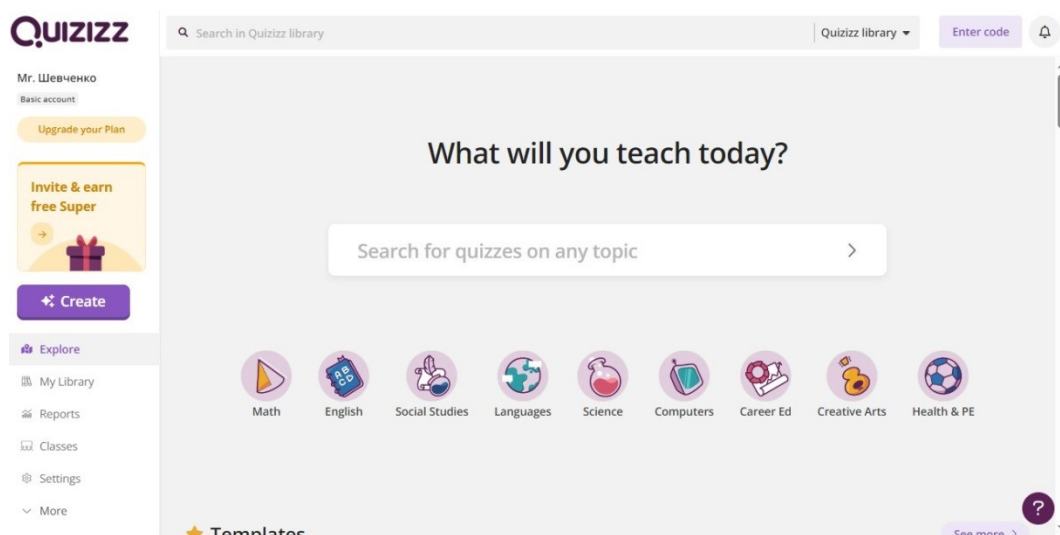 QUIZIZZ
Search in Quizizz library
Quizizz library
Enter code
Mr. Шевченко
Basic account
Upgrade your Plan
Invite & earn
free Super
Create
Explore
My Library
Reports
Classes
Settings
More
What will you teach today?
Search for quizzes on any topic
Math
English
Social Studies
Languages
Science
Computers
Career Ed
Creative Arts
Health & PE
?
Templates
See more